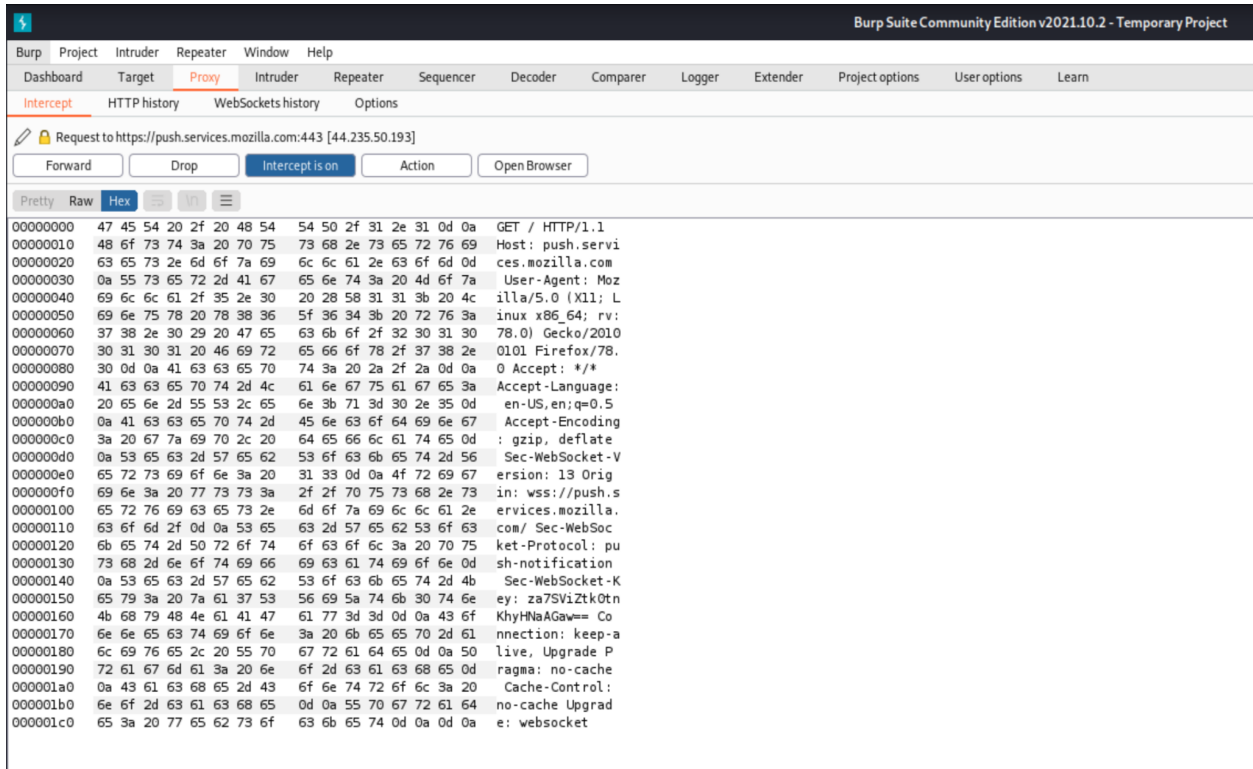 Burp Suite Community Edition v2021.10.2 - Temporary Project
Burp Project Intruder Repeater Window Help
Dashboard Target Proxy Intruder Repeater Sequencer Decoder Comparer Logger Extender Project options User options Learn
Intercept HTTP history WebSockets history Options
Request to https://push.services.mozilla.com:443 [44.235.50.193]
Forward Drop Intercept is on Action Open Browser
Pretty Raw Hex \n
00000000 47 45 54 20 2f 20 48 54 54 50 2f 31 2e 31 0d 0a GET / HTTP/1.1
00000010 48 6f 73 74 3a 20 70 75 73 68 2e 73 65 72 76 69 Host: push.servi
00000020 63 65 73 2e 6d 6f 7a 69 6c 6c 61 2e 63 6f 6d 0d ces.mozilla.com
00000030 0a 55 73 65 72 2d 41 67 65 6e 74 3a 20 4d 6f 7a User-Agent: Moz
00000040 69 6c 6c 61 2f 35 2e 30 20 28 58 31 31 3b 20 4c illa/5.0 (X11; L
00000050 69 6e 75 78 20 78 38 36 5f 36 34 3b 20 72 76 3a inux x86_64; rv:
00000060 37 38 2e 30 29 20 47 65 63 6b 6f 2f 32 30 31 30 78.0) Gecko/2010
00000070 30 31 30 31 20 46 69 72 65 66 6f 78 2f 37 38 2e 0101 Firefox/78.
00000080 30 0d 0a 41 63 63 65 70 74 3a 20 2a 2f 2a 0d 0a 0 Accept: */*
00000090 41 63 63 65 70 74 2d 4c 61 6e 67 75 61 67 65 3a Accept-Language:
000000a0 20 65 6e 2d 55 53 2c 65 6e 3b 71 3d 30 2e 35 0d en-US,en;q=0.5
000000b0 0a 41 63 63 65 70 74 2d 45 6e 63 6f 64 69 6e 67 Accept-Encoding
000000c0 3a 20 67 7a 69 70 2c 20 64 65 66 6c 61 74 65 0d : gzip, deflate
000000d0 0a 53 65 63 2d 57 65 62 53 6f 63 6b 65 74 2d 56 Sec-WebSocket-V
000000e0 65 72 73 69 6f 6e 3a 20 31 33 0d 0a 4f 72 69 67 ersion: 13 Orig
000000f0 69 6e 3a 20 77 73 73 3a 2f 2f 70 75 73 68 2e 73 in: wss://push.s
00000100 65 72 76 69 63 65 73 2e 6d 6f 7a 69 6c 6c 61 2e ervices.mozilla.
00000110 63 6f 6d 2f 0d 0a 53 65 63 2d 57 65 62 53 6f 63 com/ Sec-WebSoc
00000120 6b 65 74 2d 50 72 6f 74 6f 63 6f 6c 3a 20 70 75 ket-Protocol: pu
00000130 73 68 2d 6e 6f 74 69 66 69 63 61 74 69 6f 6e 0d sh-notification
00000140 0a 53 65 63 2d 57 65 62 53 6f 63 6b 65 74 2d 4b Sec-WebSocket-K
00000150 65 79 3a 20 7a 61 37 53 56 69 5a 74 6b 30 74 6e ey: za7SViZtk0tn
00000160 4b 68 79 48 4e 61 41 47 61 77 3d 3d 0d 0a 43 6f KhyHNaAGaw== Co
00000170 6e 6e 65 63 74 69 6f 6e 3a 20 6b 65 65 70 2d 61 nnection: keep-a
00000180 6c 69 76 65 2c 20 55 70 67 72 61 64 65 0d 0a 50 live, Upgrade P
00000190 72 61 67 6d 61 3a 20 6e 6f 2d 63 61 63 68 65 0d ragma: no-cache
000001a0 0a 43 61 63 68 65 2d 43 6f 6e 74 72 6f 6c 3a 20 Cache-Control:
000001b0 6e 6f 2d 63 61 63 68 65 0d 0a 55 70 67 72 61 64 no-cache Upgrad
000001c0 65 3a 20 77 65 62 73 6f 63 6b 65 74 0d 0a 0d 0a e: websocket